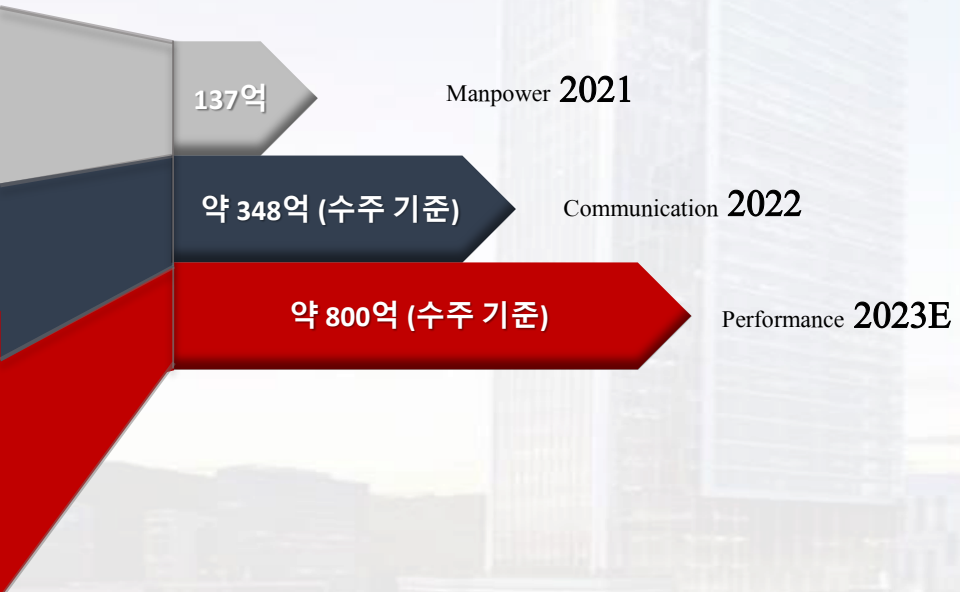 137억
Manpower 2021
약 348억 (수주 기준)
Communication 2022
약 800억 (수주 기준)
Performance 2023E